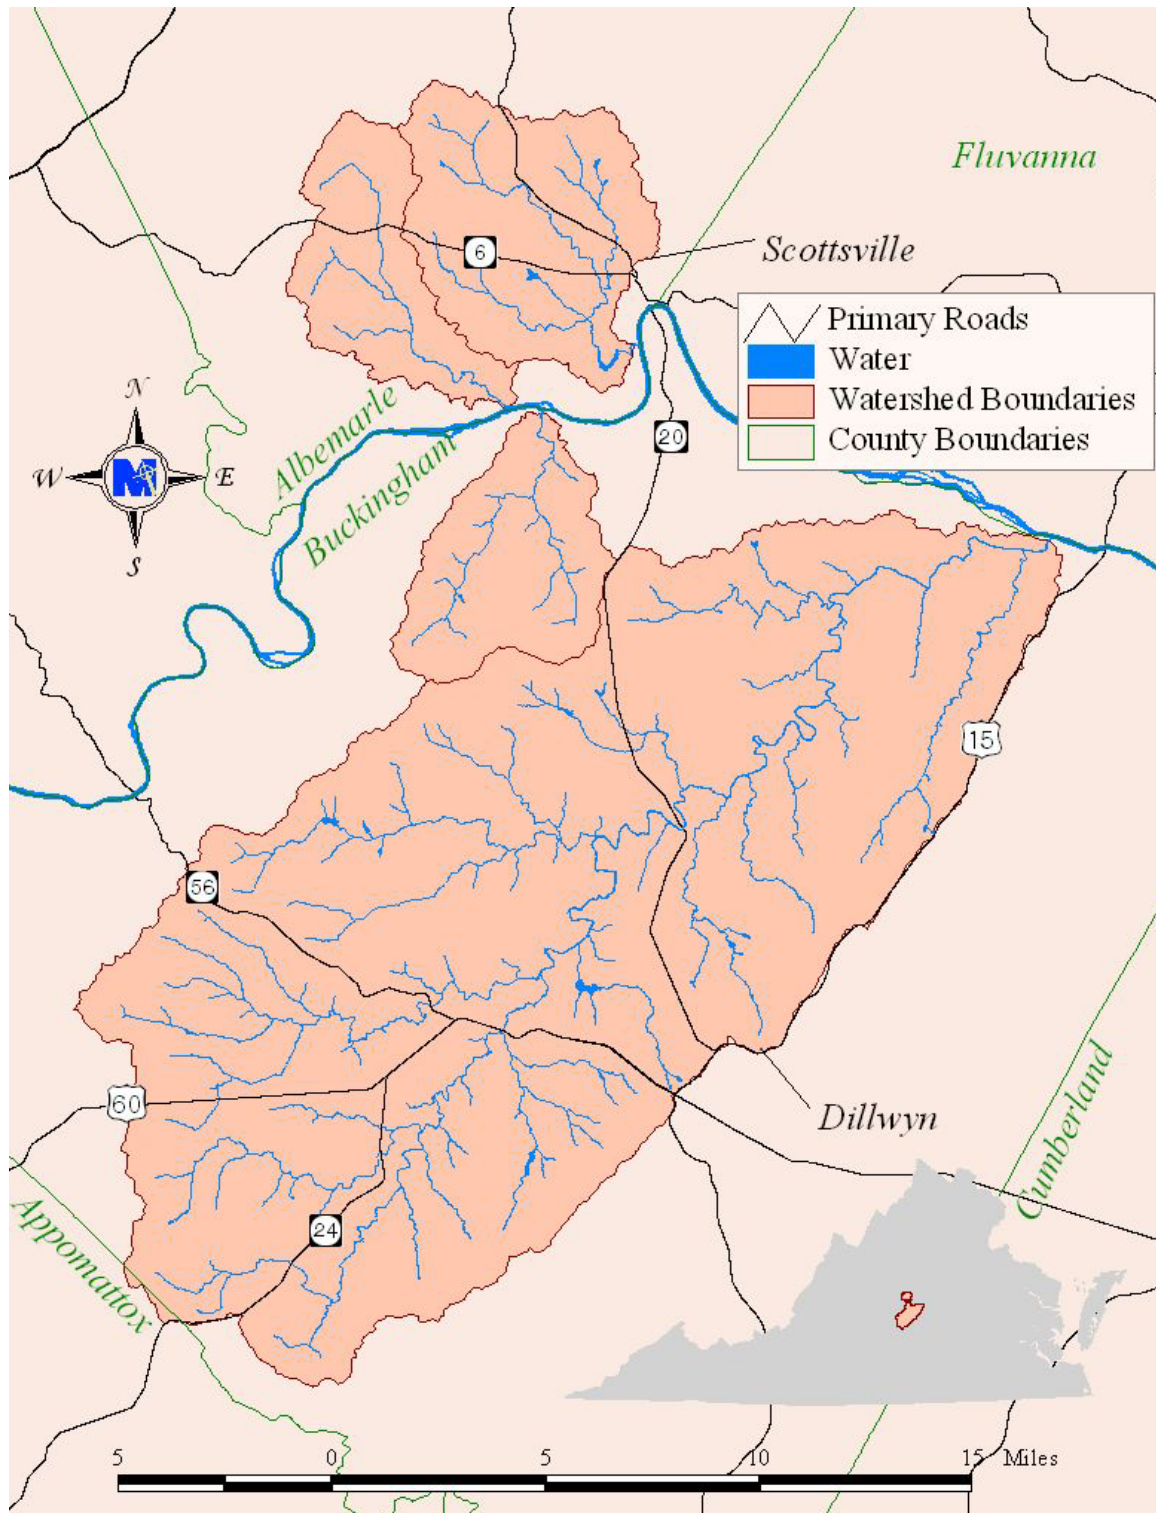 Fluvanna
6
Scottsville
Primary Roads
Water
Watershed Boundaries
County Boundaries
N
W
E
S
M
Albemarle
Buckingham
20
15
56
60
Dillwyn
Cumberland
24
Appomattox
5 0 5 10 15 Miles